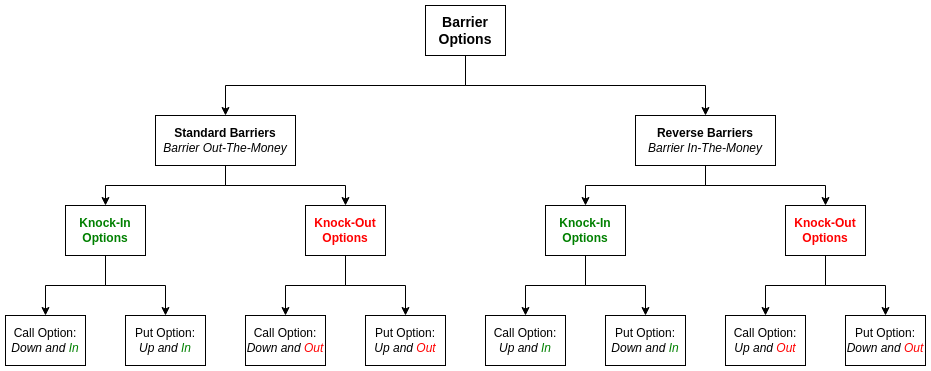 Barrier
Options
Standard Barriers
Barrier Out-The-Money
Reverse Barriers
Barrier In-The-Money
Knock-In
Options
Knock-Out
Options
Knock-In
Options
Knock-Out
Options
Call Option:
Down and In
Put Option:
Up and In
Call Option:
Down and Out
Put Option:
Up and Out
Call Option:
Up and In
Put Option:
Down and In
Call Option:
Up and Out
Put Option:
Down and Out